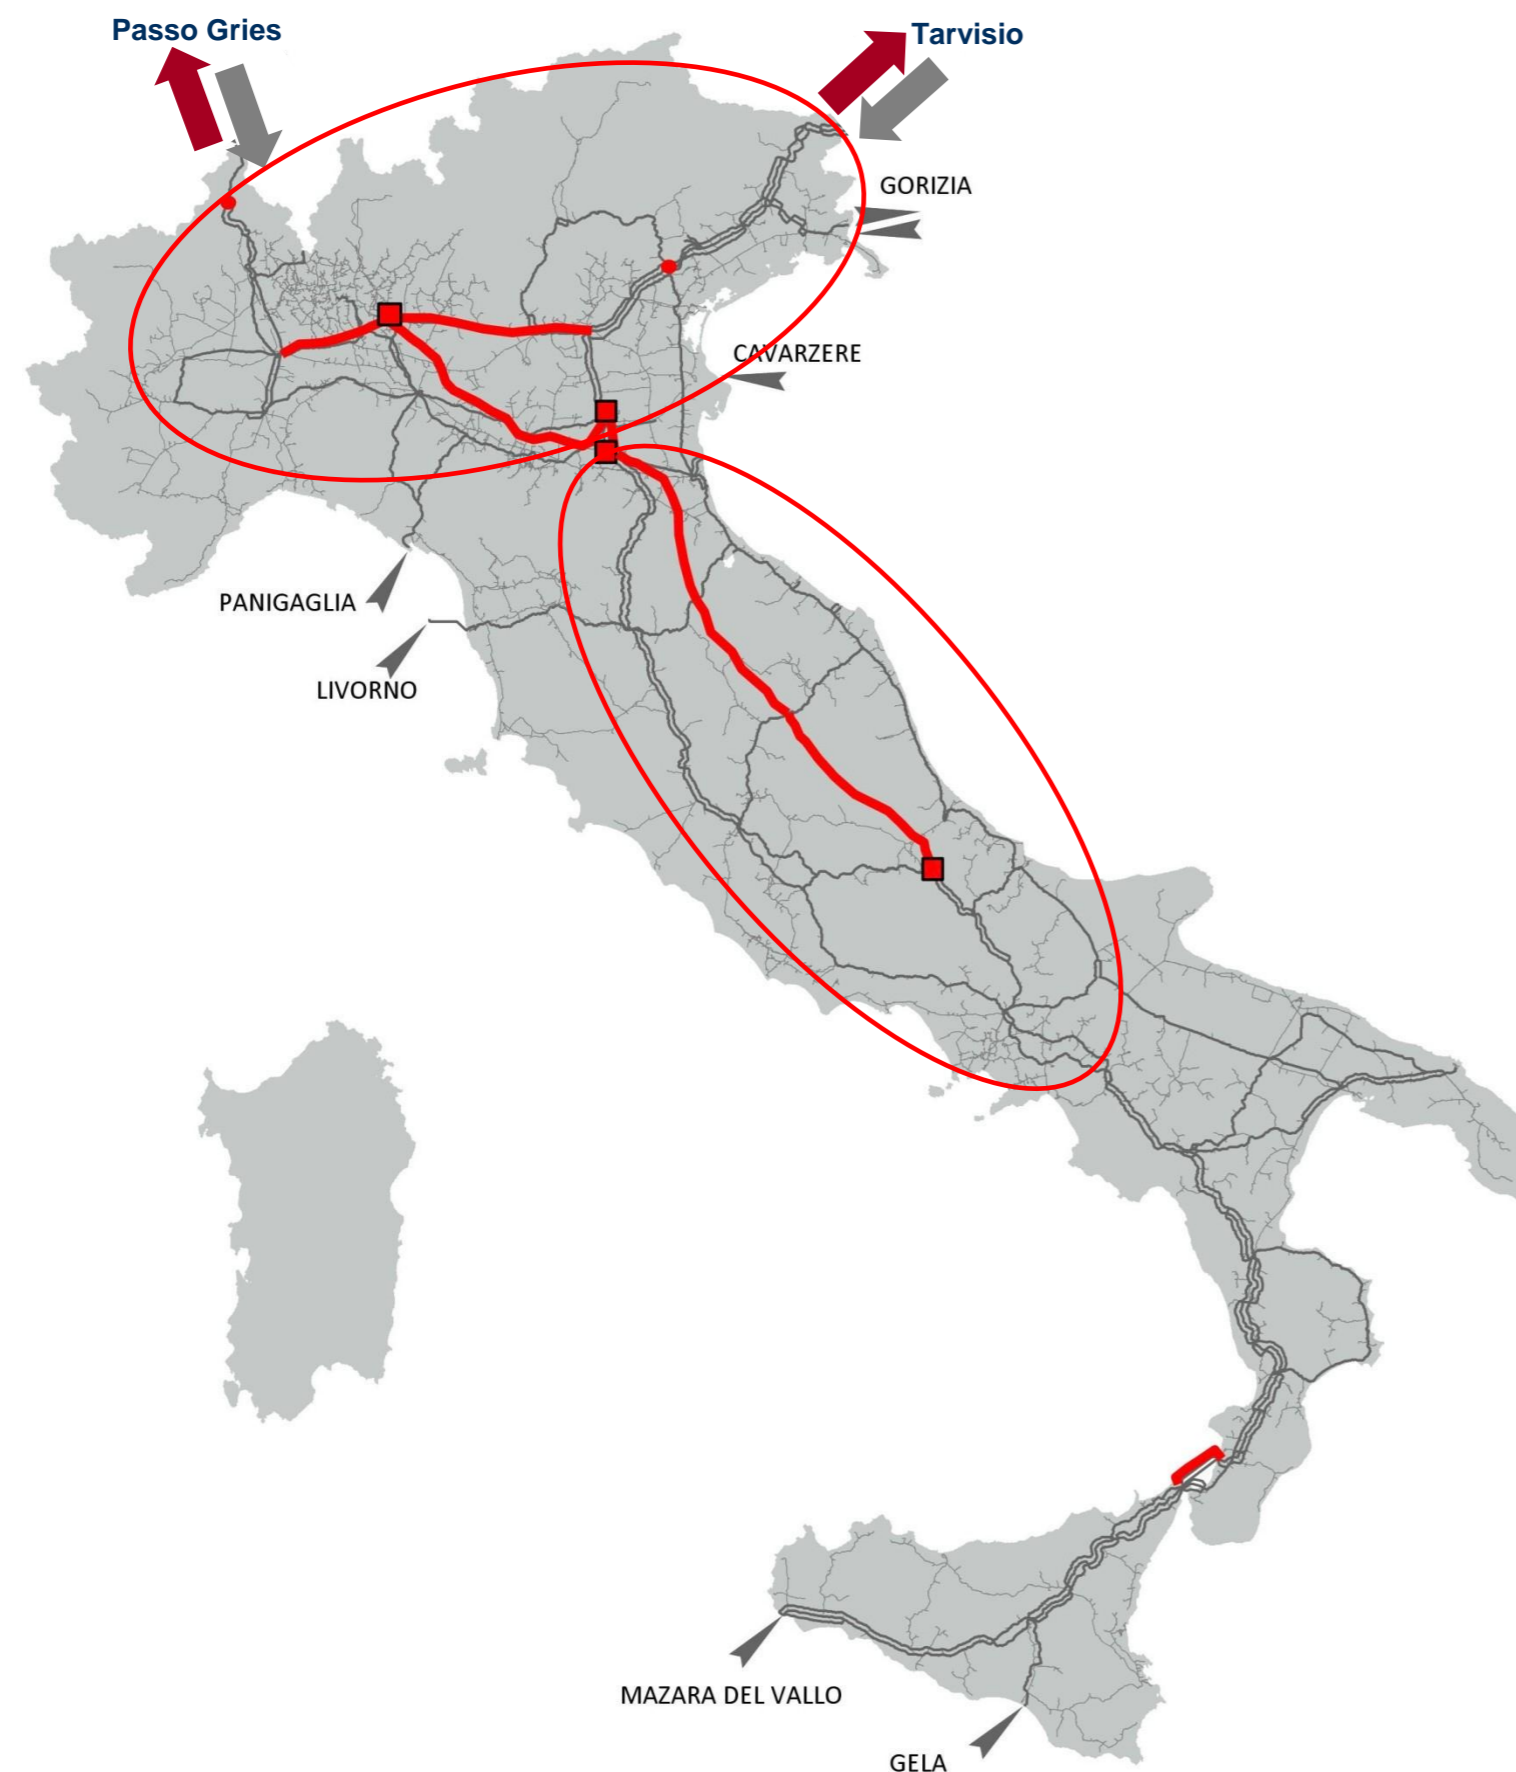 Passo Gries
Tarvisio
GORIZIA
CAVARZERE
PANIGAGLIA
LIVORNO
MAZARA DEL VALLO
GELA